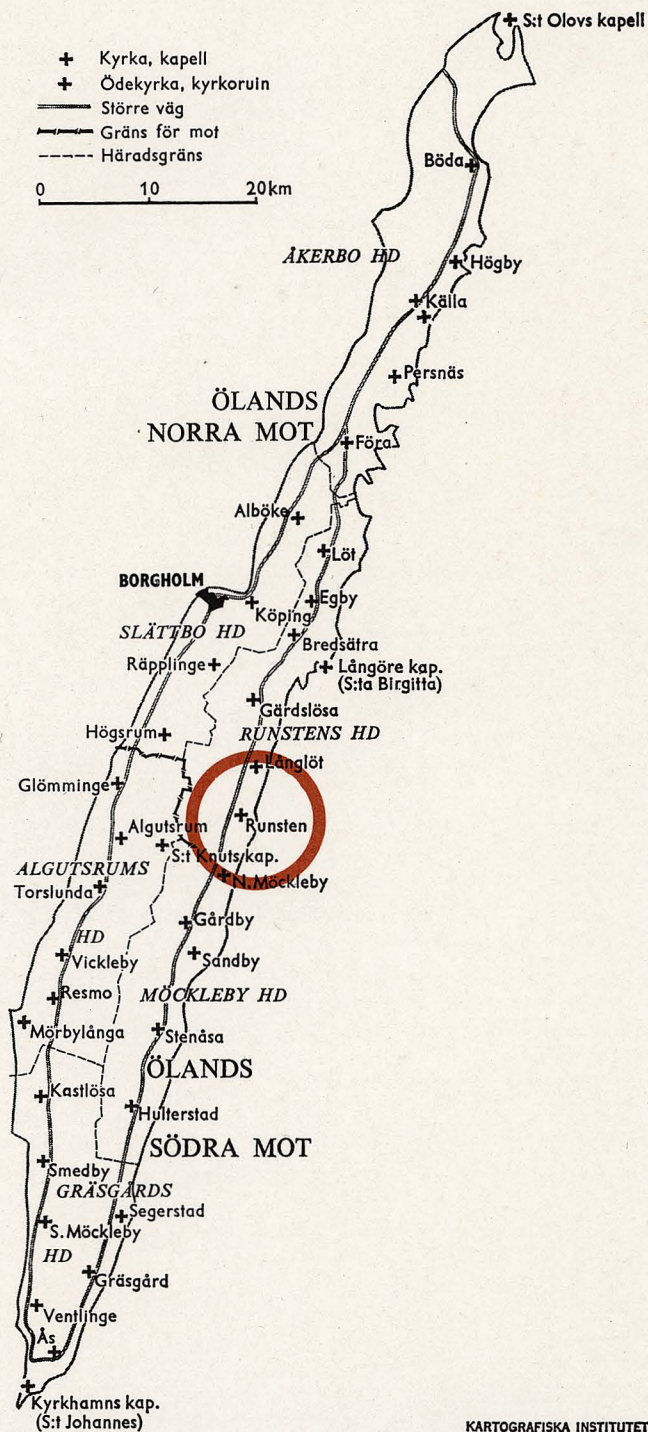 S:t Olovs kapell
Kyrka, kapell
Ödekyrka, kyrkoruin
Större väg
Gräns för mot
Häradsgräns
0 10 20 km
Böda
ÅKERBO HD
Högby
Källa
Persnäs
ÖLANDS
NORRA MOT
Föra
Alböke
Löt
BORGHOLM
Köping
Egby
SLÄTTBO HD
Bredsätra
Räpplinge
Långöre kap.
(S:ta Birgitta)
Gärdslösa
Högsrum
RUNSTENS HD
Långlöt
Glömminge
Runsten
Algutsrum
S:t Knuts kap.
ALGUTSRUMS
N. Möckleby
Torslunda
Gårdby
HD
Vickleby
Sandby
Resmo
MÖCKLEBY HD
Mörbylånga
Stenåsa
ÖLANDS
Kastlösa
Hulterstad
SÖDRA MOT
Smedby
GRÄSGÅRDS
S. Möckleby
Segerstad
HD
Gräsgård
Ventlinge
Ås
Kyrkhamns kap.
(S:t Johannes)
KARTOGRAFISKA INSTITUTET